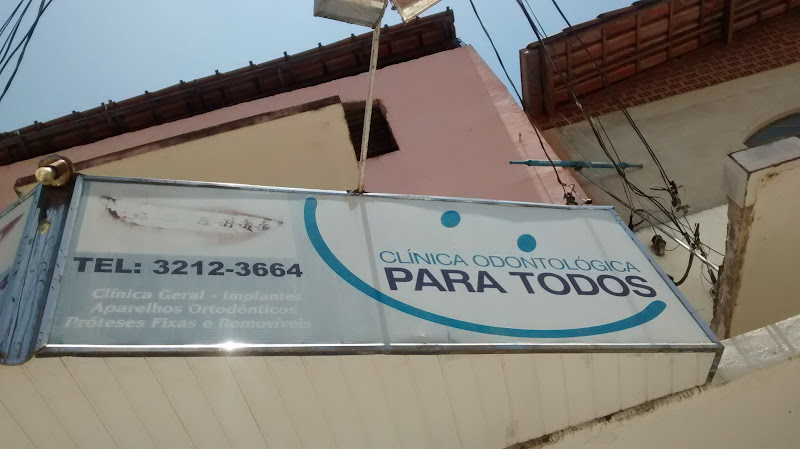 TEL: 3212-3664
Clínica Geral - Implantes
Aparelhos Ortodônticos
Próteses Fixas e Removíveis
CLÍNICA ODONTOLÓGICA
PARA TODOS